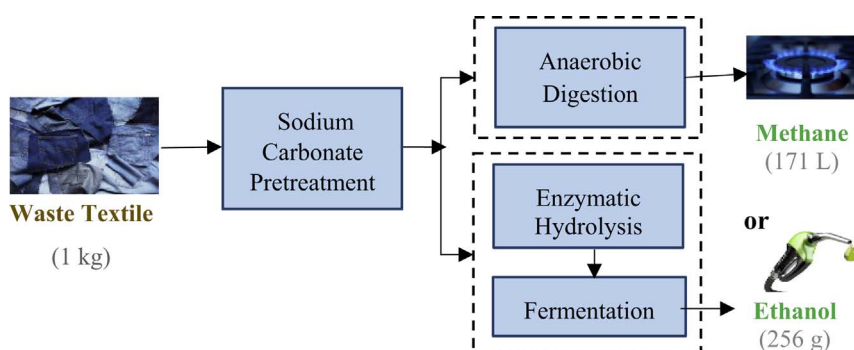 Waste Textile
(1 kg)
Sodium
Carbonate
Pretreatment
Anaerobic
Digestion
Methane
(171 L)
Enzymatic
Hydrolysis
Fermentation
or
Ethanol
(256 g)